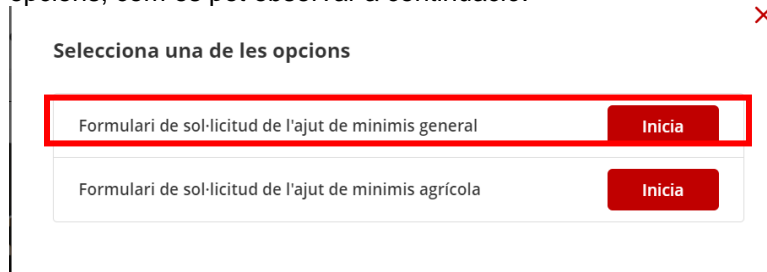 opcions, com es pot observar a continuació:
Selecciona una de les opcions
Formulari de sol·licitud de l'ajut de minimis general Inicia
Formulari de sol·licitud de l'ajut de minimis agrícola Inicia